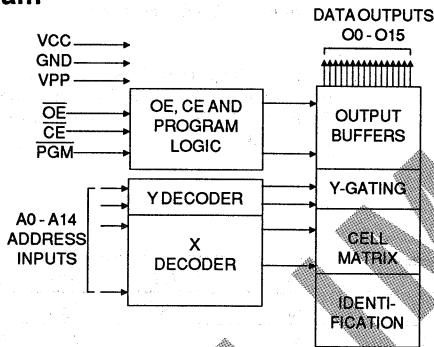 DATA OUTPUTS
O0 - O15
VCC
GND
VPP
OE
CE
PGM
OE, CE AND
PROGRAM
LOGIC
OUTPUT
BUFFERS
Y DECODER
Y-GATING
A0 - A14
ADDRESS
INPUTS
X
DECODER
CELL
MATRIX
IDENTI-
FICATION